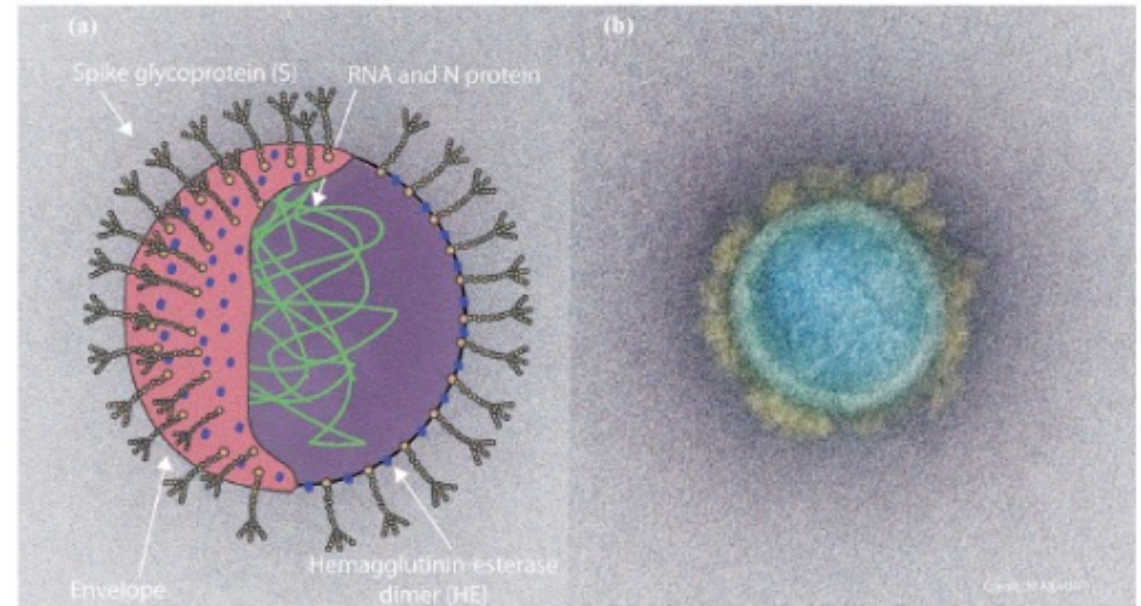 (a)
(b)
Spike glycoprotein (S)
RNA and N protein
Envelope
Hemagglutinin-esterase
dimer (HE)